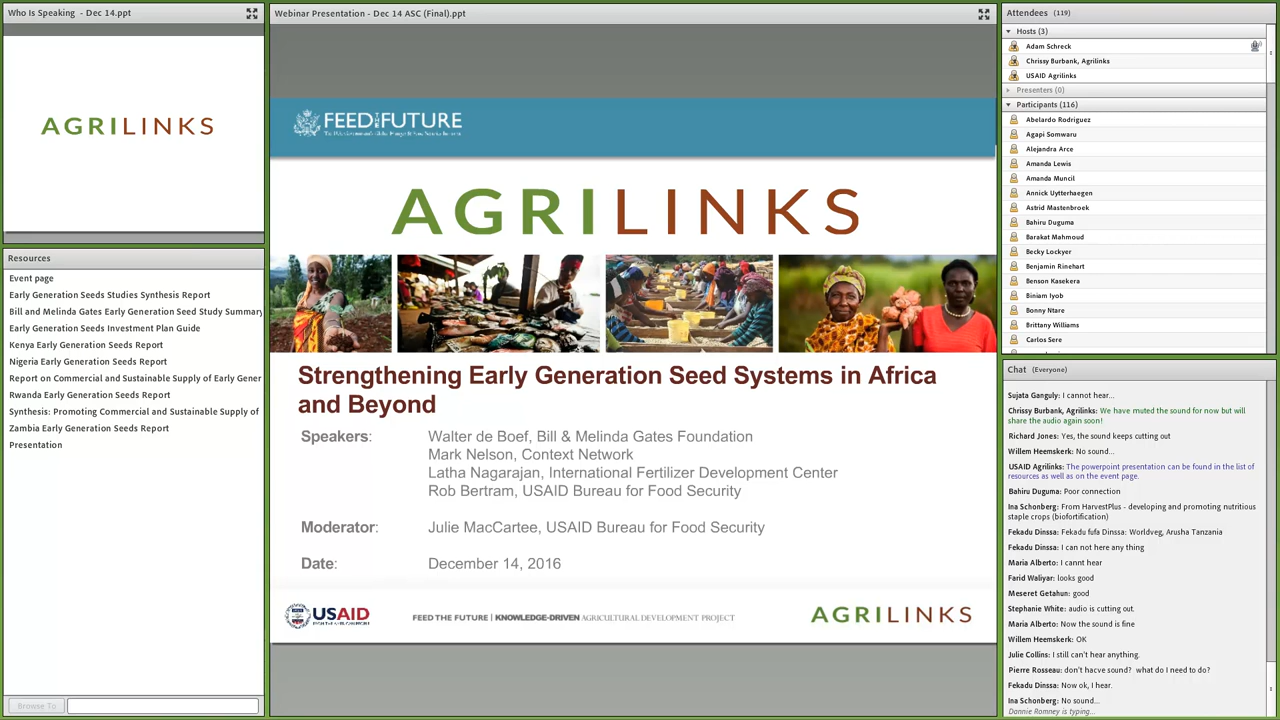 Who Is Speaking - Dec 14.ppt
AGRILINKS
Resources
Event page
Early Generation Seeds Studies Synthesis Report
Bill and Melinda Gates Early Generation Seed Study Summary
Early Generation Seeds Investment Plan Guide
Kenya Early Generation Seeds Report
Nigeria Early Generation Seeds Report
Report on Commercial and Sustainable Supply of Early Gener
Rwanda Early Generation Seeds Report
Synthesis: Promoting Commercial and Sustainable Supply of
Zambia Early Generation Seeds Report
Presentation
Browse To
Webinar Presentation - Dec 14 ASC (Final).ppt
FEED THE FUTURE
AGRILINKS
Strengthening Early Generation Seed Systems in Africa
and Beyond
Speakers: Walter de Boef, Bill & Melinda Gates Foundation
Mark Nelson, Context Network
Latha Nagarajan, International Fertilizer Development Center
Rob Bertram, USAID Bureau for Food Security
Moderator: Julie MacCartee, USAID Bureau for Food Security
Date: December 14, 2016
USAID
FEED THE FUTURE | KNOWLEDGE-DRIVEN AGRICULTURAL DEVELOPMENT PROJECT
AGRILINKS
Attendees (119)
Hosts (3)
Adam Schreck
Chrissy Burbank, Agrilinks
USAID Agrilinks
Presenters (0)
Participants (116)
Abelardo Rodriguez
Agapi Somwaru
Alejandra Arce
Amanda Lewis
Amanda Muncil
Annick Uytterhaegen
Astrid Mastenbroek
Bahiru Duguma
Barakat Mahmoud
Becky Lockyer
Benjamin Rinehart
Benson Kasekera
Biniam Iyob
Bonny Ntare
Brittany Williams
Carlos Sere
Chat (Everyone)
Sujata Ganguly: I cannot hear...
Chrissy Burbank, Agrilinks: We have muted the sound for now but will
share the audio again soon!
Richard Jones: Yes, the sound keeps cutting out
Willem Heemskerk: No sound...
USAID Agrilinks: The powerpoint presentation can be found in the list of
resources as well as on the event page.
Bahiru Duguma: Poor connection
Ina Schonberg: From HarvestPlus - developing and promoting nutritious
staple crops (biofortification)
Fekadu Dinssa: Fekadu fufa Dinssa: Worldveg, Arusha Tanzania
Fekadu Dinssa: I can not here any thing
Maria Alberto: I cannt hear
Farid Waliyar: looks good
Meseret Getahun: good
Stephanie White: audio is cutting out.
Maria Alberto: Now the sound is fine
Willem Heemskerk: OK
Julie Collins: I still can't hear anything.
Pierre Rosseau: don't hacve sound? what do I need to do?
Fekadu Dinssa: Now ok, I hear.
Ina Schonberg: No sound...
Dannie Romney is typing...